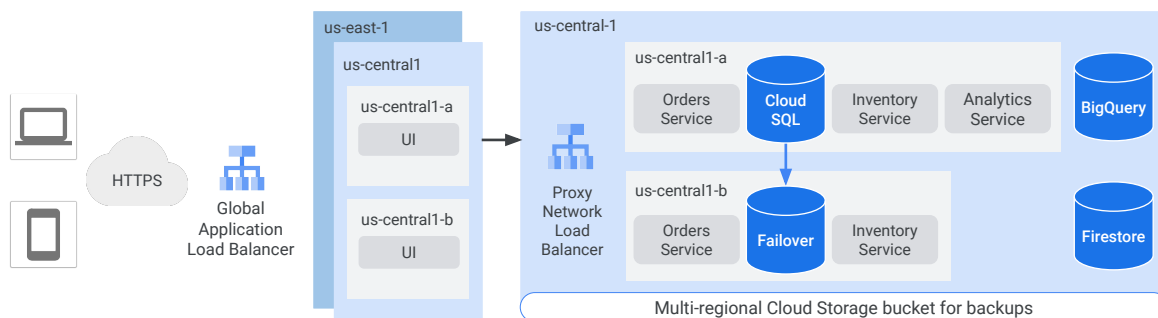 HTTPS
Global
Application
Load Balancer
us-east-1
us-central1
us-central1-a
UI
us-central1-b
UI
us-central-1
Proxy
Network
Load
Balancer
us-central1-a
Orders
Service
Cloud
SQL
Inventory
Service
Analytics
Service
BigQuery
us-central1-b
Orders
Service
Failover
Inventory
Service
Firestore
Multi-regional Cloud Storage bucket for backups